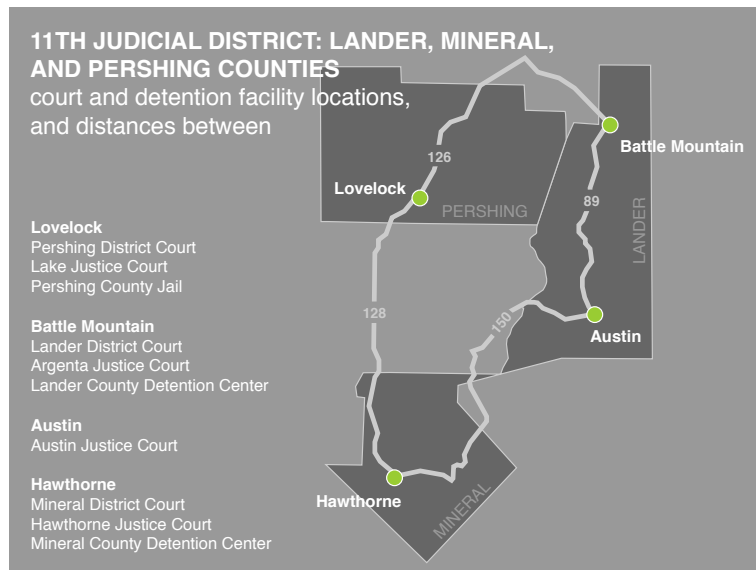 11TH JUDICIAL DISTRICT: LANDER, MINERAL,
AND PERSHING COUNTIES
court and detention facility locations,
and distances between
Battle Mountain
126
Lovelock
PERSHING
89
LANDER
Lovelock
Pershing District Court
Lake Justice Court
Pershing County Jail
128
150
Austin
Battle Mountain
Lander District Court
Argenta Justice Court
Lander County Detention Center
Austin
Austin Justice Court
Hawthorne
Mineral District Court
Hawthorne Justice Court
Mineral County Detention Center
Hawthorne
MINERAL